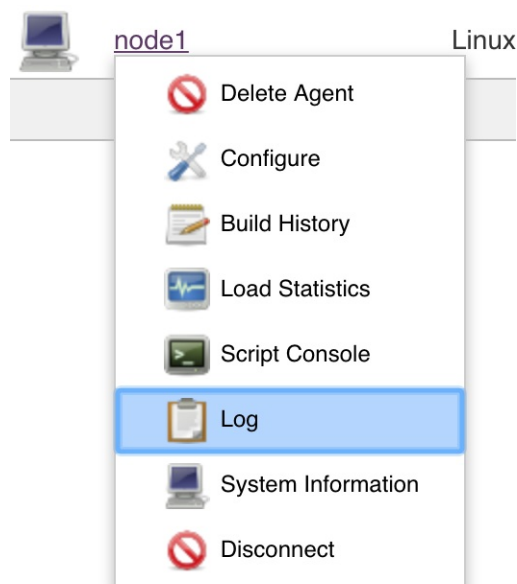 node1 Linux
Delete Agent
Configure
Build History
Load Statistics
Script Console
Log
System Information
Disconnect